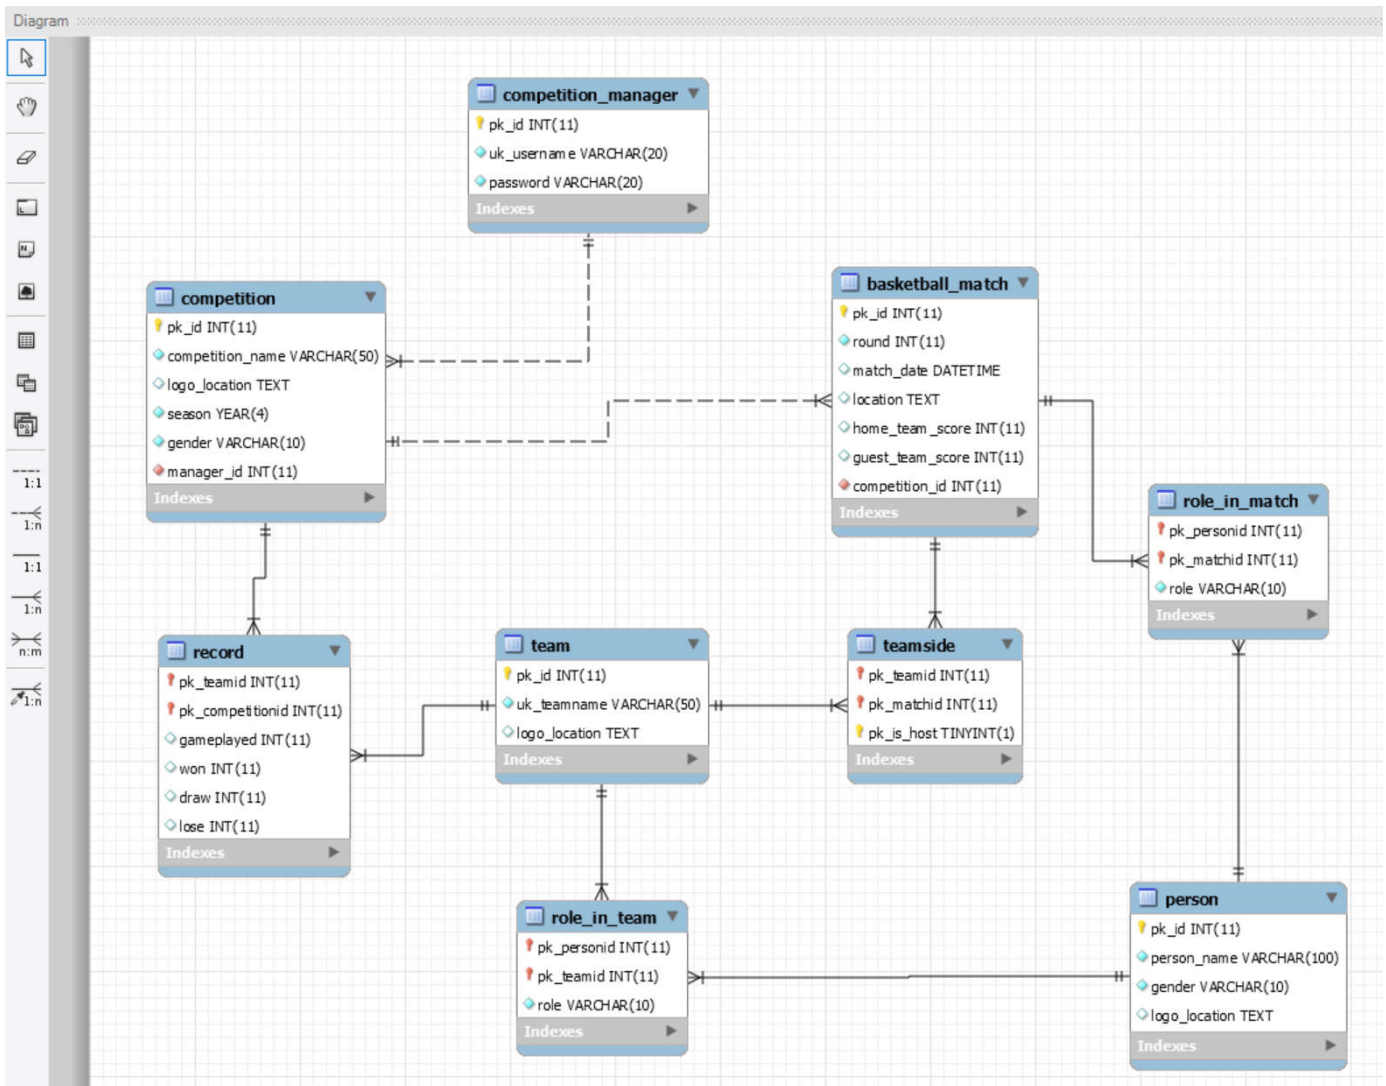 Diagram
1:1
1:n
1:1
1:n
n:m
1:n
competition_manager
pk_id INT(11)
uk_username VARCHAR(20)
password VARCHAR(20)
Indexes
competition
pk_id INT(11)
competition_name VARCHAR(50)
logo_location TEXT
season YEAR(4)
gender VARCHAR(10)
manager_id INT(11)
Indexes
basketball_match
pk_id INT(11)
round INT(11)
match_date DATETIME
location TEXT
home_team_score INT(11)
guest_team_score INT(11)
competition_id INT(11)
Indexes
role_in_match
pk_personid INT(11)
pk_matchid INT(11)
role VARCHAR(10)
Indexes
record
pk_teamid INT(11)
pk_competitionid INT(11)
gameplayed INT(11)
won INT(11)
draw INT(11)
lose INT(11)
Indexes
team
pk_id INT(11)
uk_teamname VARCHAR(50)
logo_location TEXT
Indexes
teamside
pk_teamid INT(11)
pk_matchid INT(11)
pk_is_host TINYINT(1)
Indexes
role_in_team
pk_personid INT(11)
pk_teamid INT(11)
role VARCHAR(10)
Indexes
person
pk_id INT(11)
person_name VARCHAR(100)
gender VARCHAR(10)
logo_location TEXT
Indexes